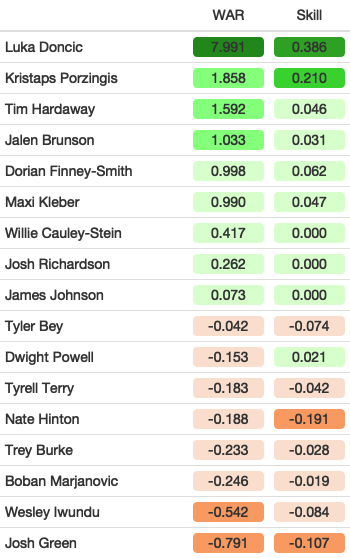 WAR Skill
Luka Doncic 7.991 0.386
Kristaps Porzingis 1.858 0.210
Tim Hardaway 1.592 0.046
Jalen Brunson 1.033 0.031
Dorian Finney-Smith 0.998 0.062
Maxi Kleber 0.990 0.047
Willie Cauley-Stein 0.417 0.000
Josh Richardson 0.262 0.000
James Johnson 0.073 0.000
Tyler Bey -0.042 -0.074
Dwight Powell -0.153 0.021
Tyrell Terry -0.183 -0.042
Nate Hinton -0.188 -0.191
Trey Burke -0.233 -0.028
Boban Marjanovic -0.246 -0.019
Wesley Iwundu -0.542 -0.084
Josh Green -0.791 -0.107